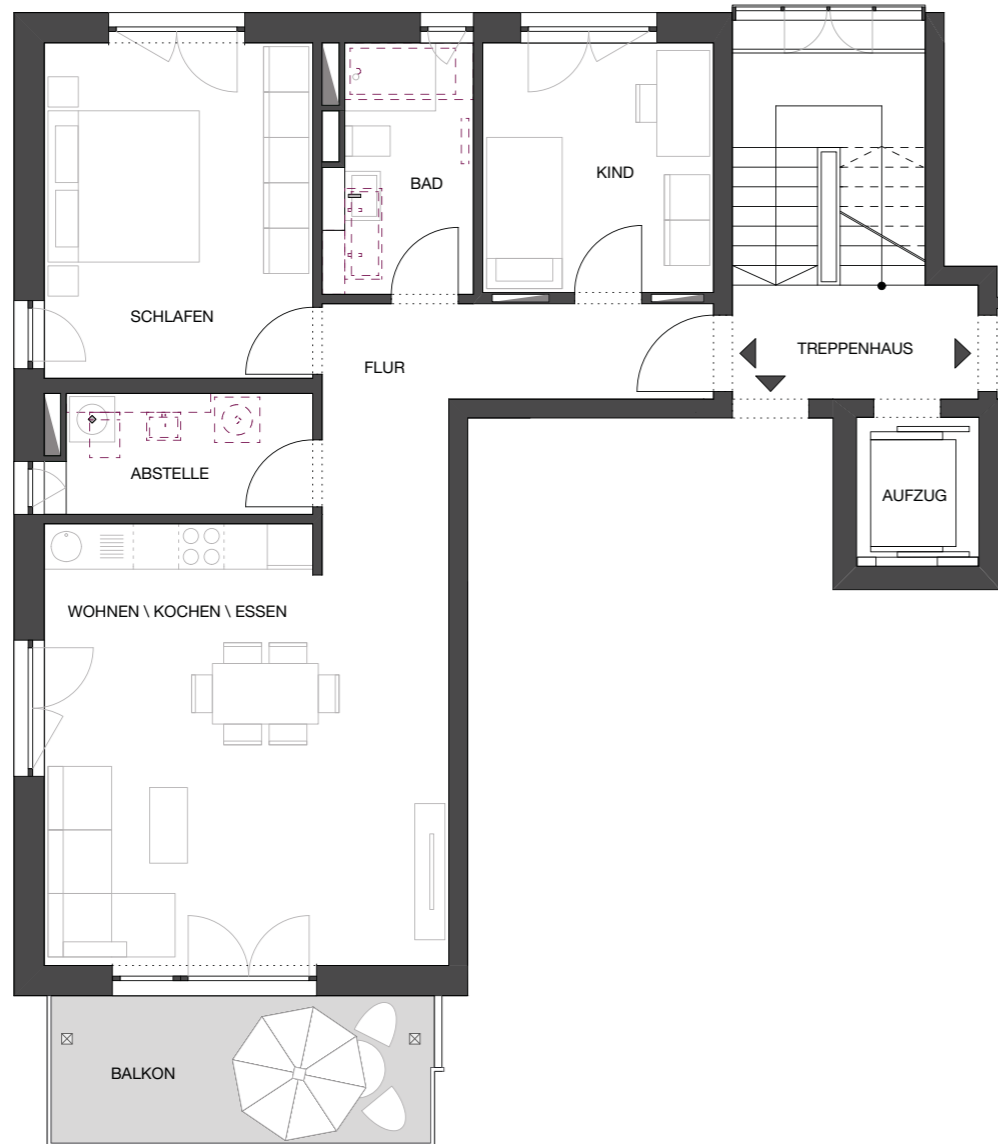 BAD
KIND
SCHLAFEN
TREPPENHAUS
FLUR
ABSTELLE
AUFZUG
WOHNEN \ KOCHEN \ ESSEN
BALKON